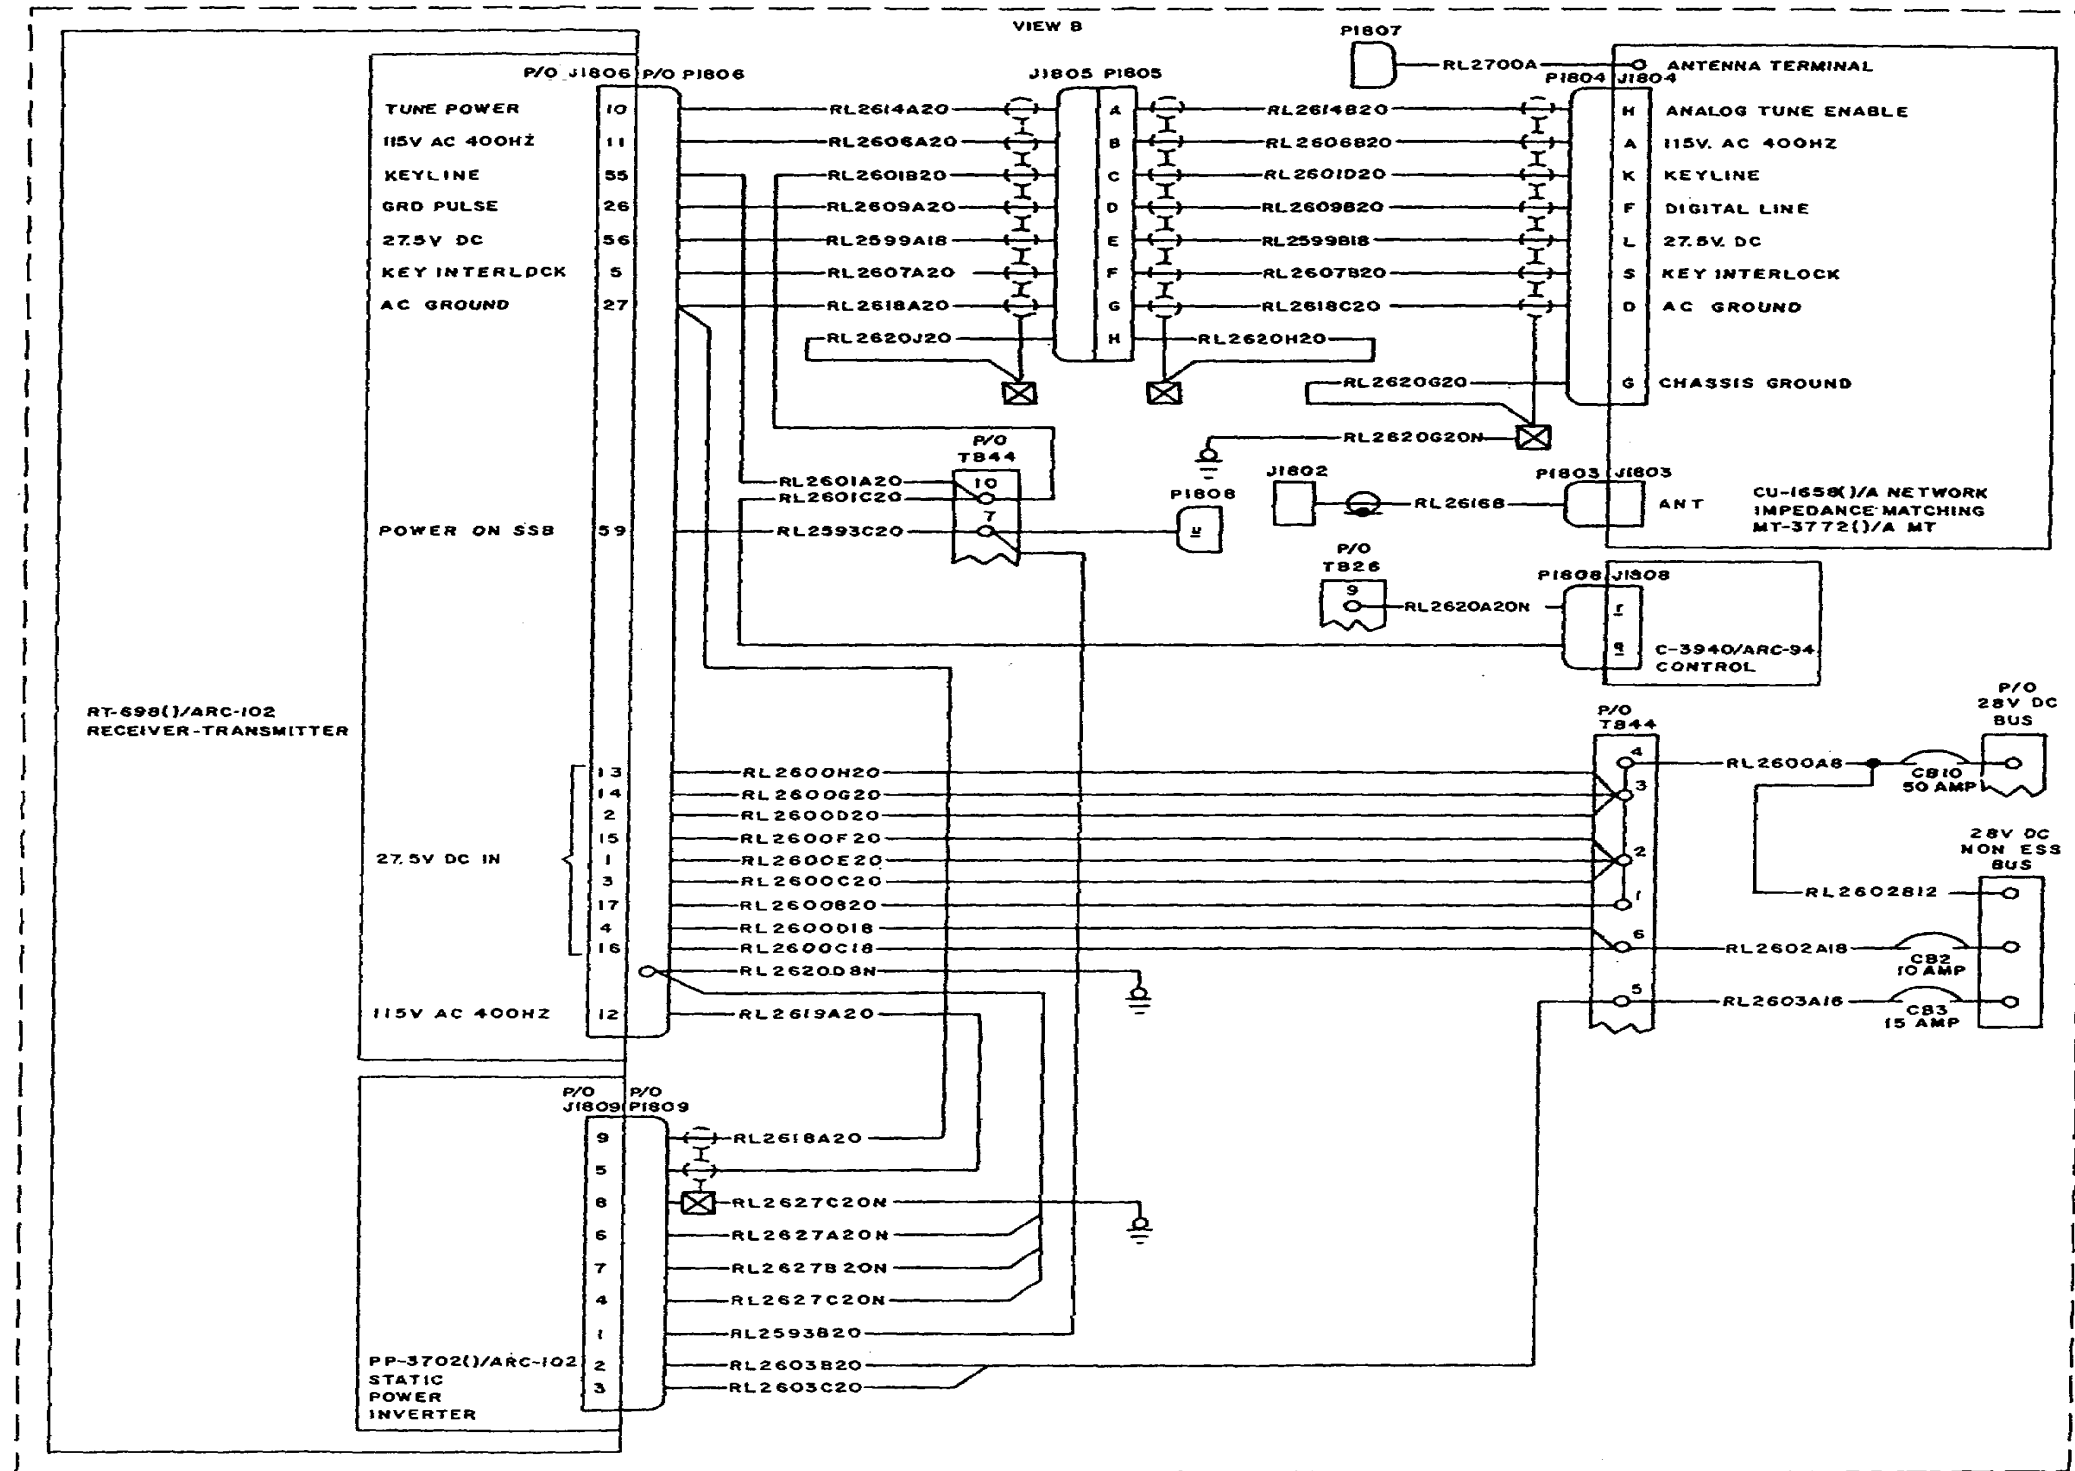 VIEW B
P1807
RL2700A
ANTENNA TERMINAL
P/O J1806 P/O P1806
J1805 P1805
P1804 J1804
TUNE POWER 10 RL2614A20 A RL2614B20 H ANALOG TUNE ENABLE
115V AC 400HZ 11 RL2606A20 B RL2606B20 A 115V. AC 400HZ
KEYLINE 55 RL2601B20 C RL2601D20 K KEYLINE
GRD PULSE 26 RL2609A20 D RL2609B20 F DIGITAL LINE
27.5V DC 56 RL2599A18 E RL2599B18 L 27.5V. DC
KEY INTERLOCK 5 RL2607A20 F RL2607B20 S KEY INTERLOCK
AC GROUND 27 RL2618A20 G RL2618C20 D AC GROUND
RL2620J20 H RL2620H20
RL2620G20 G CHASSIS GROUND
RL2620G20N
P/O
TB44
RL2601A20 10
RL2601C20
J1802
P1803 J1803
RL2616B
ANT
CU-1658()/A NETWORK
IMPEDANCE MATCHING
MT-3772()/A MT
P1808
POWER ON SSB 59 RL2593C20 7
P/O
TB26
9
RL2620A20N
P1808 J1808
r
C-3940/ARC-94
CONTROL
RT-698()/ARC-102
RECEIVER-TRANSMITTER
P/O
TB44
P/O
28V DC
BUS
4 RL2600A8
CB10
50 AMP
13 RL2600H20
14 RL2600G20 3
2 RL2600D20
15 RL2600F20
27.5V DC IN
1 RL2600E20 2
3 RL2600C20
17 RL2600B20 1
4 RL2600D18
16 RL2600C18 6 RL2602A18
CB2
10 AMP
28V DC
NON ESS
BUS
RL2602B12
RL2620D8N
5 RL2603A16
CB3
15 AMP
115V AC 400HZ 12 RL2619A20
P/O P/O
J1809 P1809
9 RL2618A20
5
8 RL2627C20N
6 RL2627A20N
7 RL2627B20N
4 RL2627C20N
1 RL2593B20
2 RL2603B20
3 RL2603C20
PP-3702()/ARC-102
STATIC
POWER
INVERTER